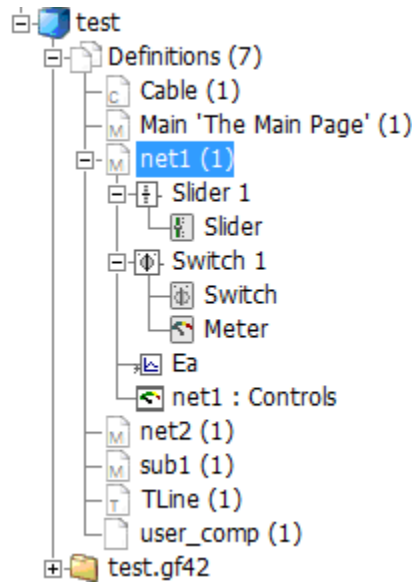 test
Definitions (7)
Cable (1)
Main 'The Main Page' (1)
net1 (1)
Slider 1
Slider
Switch 1
Switch
Meter
Ea
net1 : Controls
net2 (1)
sub1 (1)
TLine (1)
user_comp (1)
test.gf42